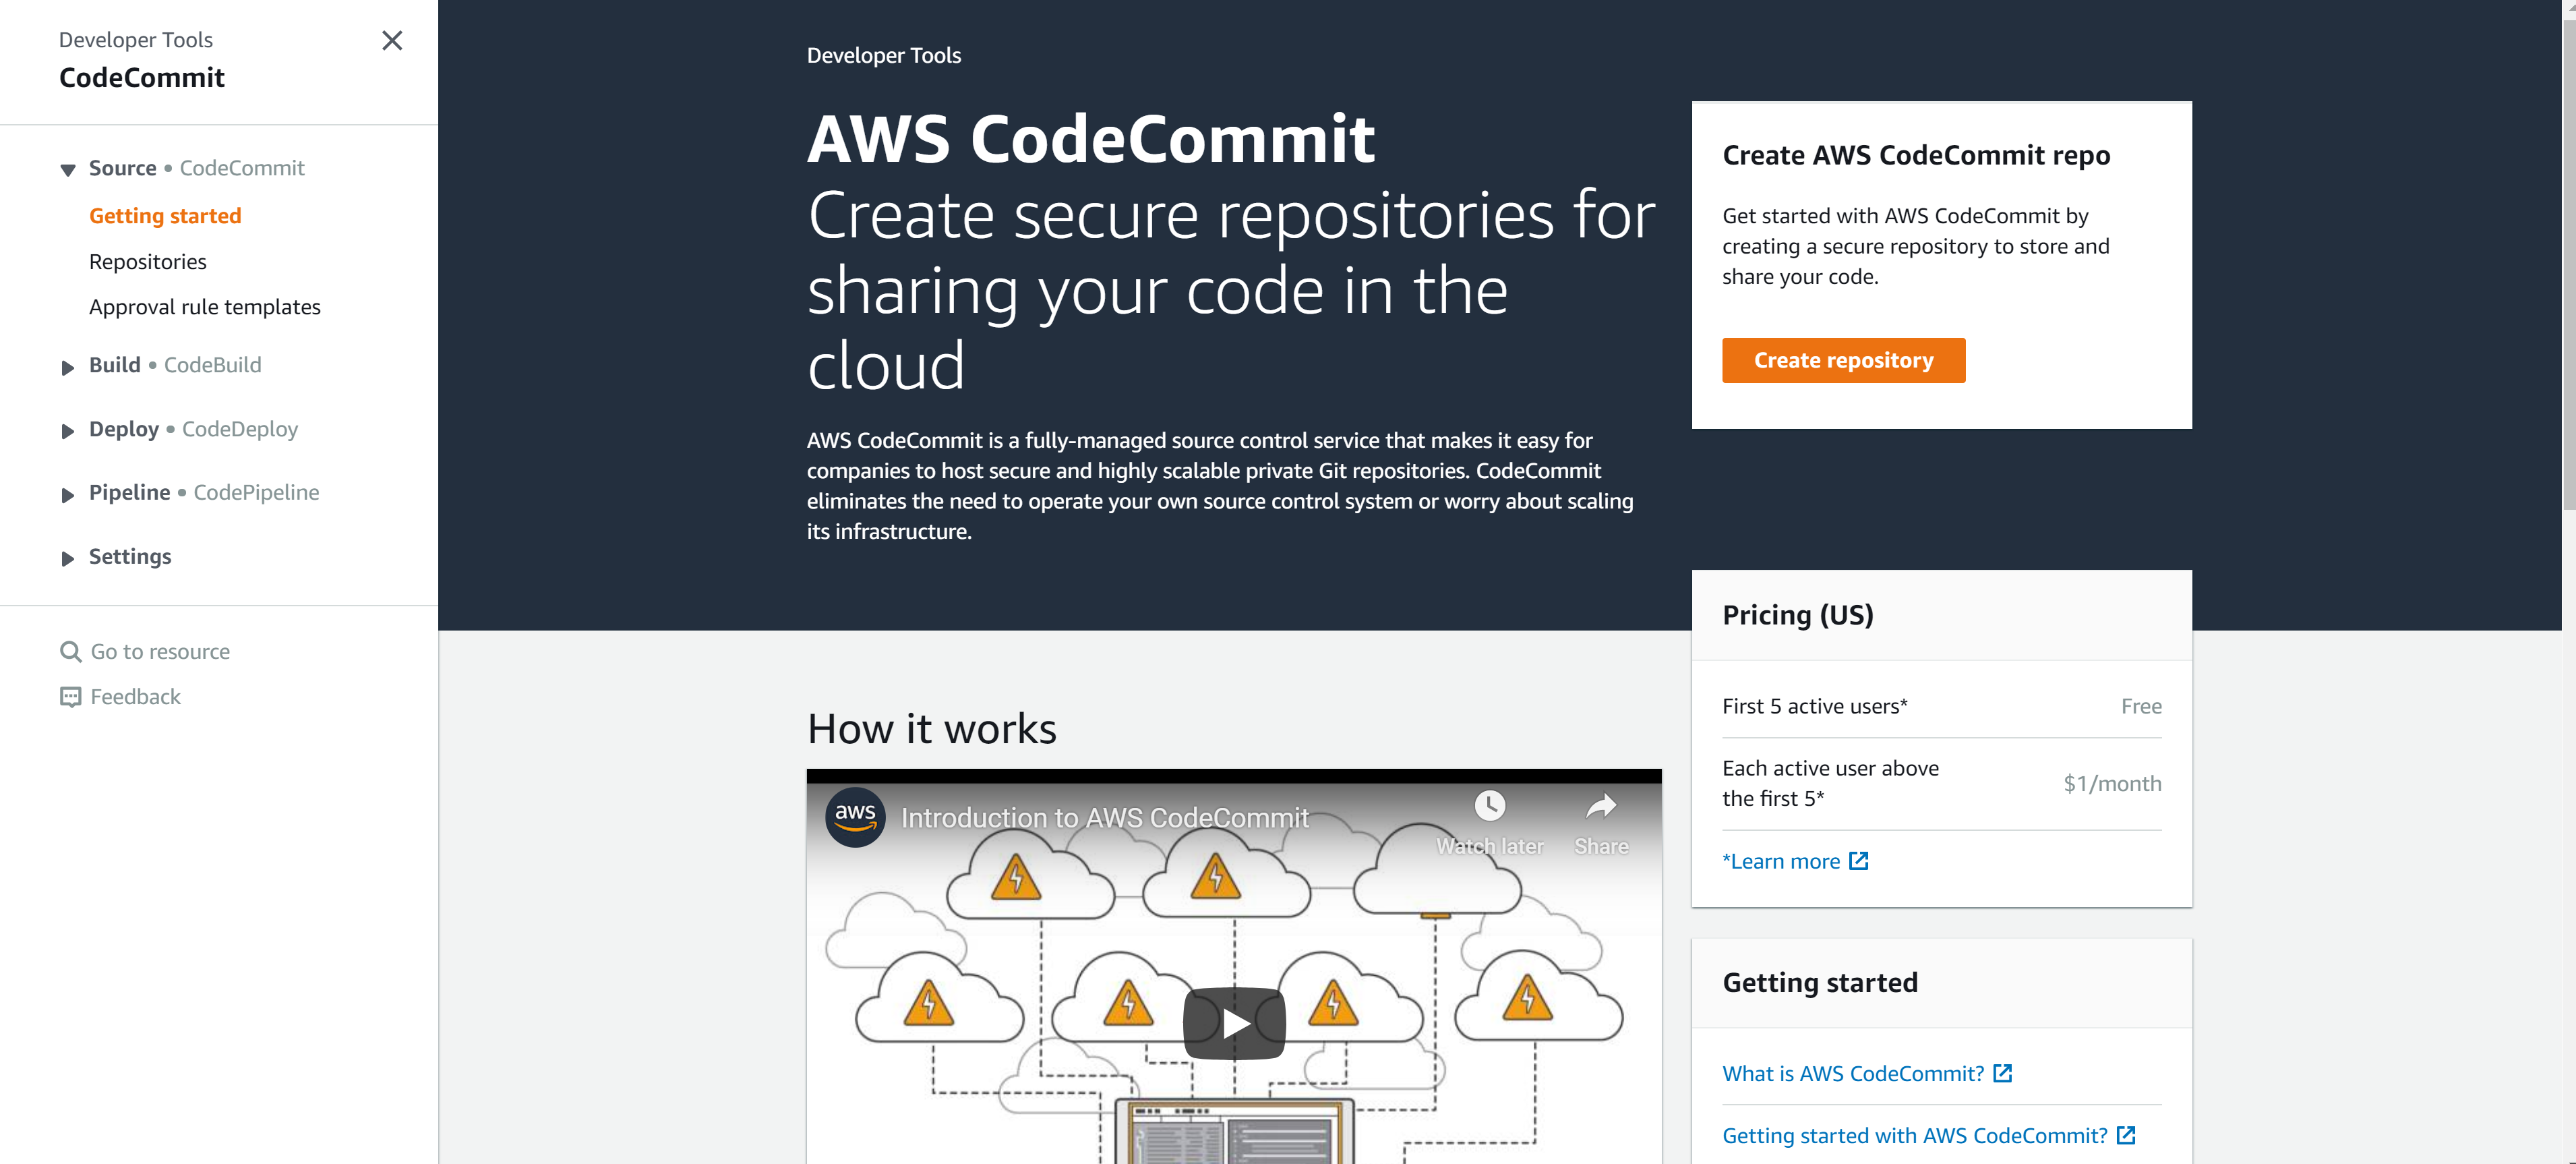 Developer Tools
CodeCommit
Source • CodeCommit
Getting started
Repositories
Approval rule templates
Build • CodeBuild
Deploy • CodeDeploy
Pipeline • CodePipeline
Settings
Go to resource
Feedback
Developer Tools
AWS CodeCommit
Create secure repositories for
sharing your code in the
cloud
AWS CodeCommit is a fully-managed source control service that makes it easy for
companies to host secure and highly scalable private Git repositories. CodeCommit
eliminates the need to operate your own source control system or worry about scaling
its infrastructure.
Create AWS CodeCommit repo
Get started with AWS CodeCommit by
creating a secure repository to store and
share your code.
Create repository
Pricing (US)
First 5 active users* Free
Each active user above
the first 5* $1/month
*Learn more
Getting started
What is AWS CodeCommit?
Getting started with AWS CodeCommit?
How it works
aws Introduction to AWS CodeCommit
Watch later Share